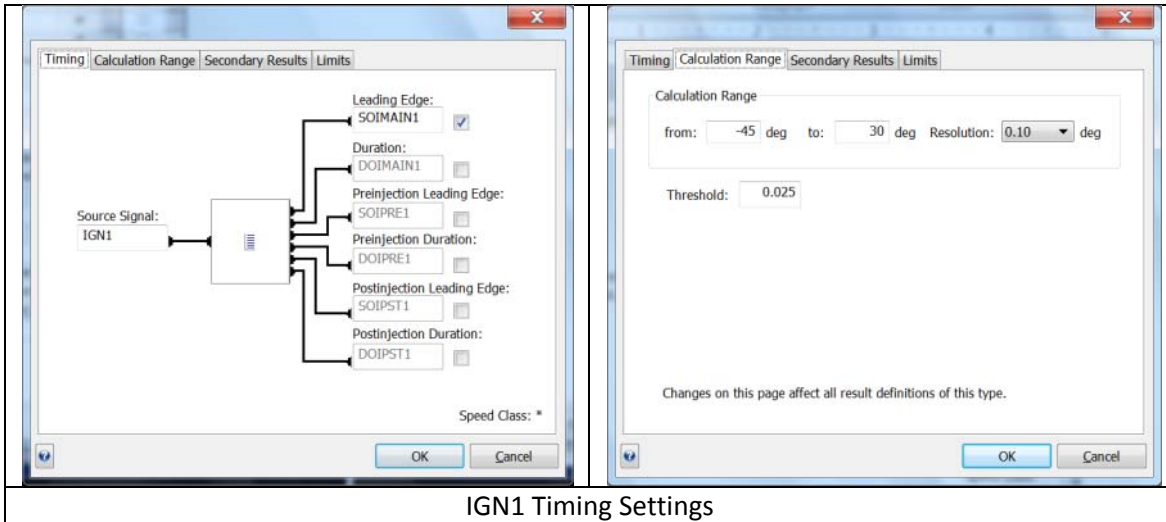 Timing Calculation Range Secondary Results Limits
Leading Edge:
SOIMAIN1
Duration:
DOIMAIN1
Preinjection Leading Edge:
SOIPRE1
Source Signal:
IGN1
Preinjection Duration:
DOIPRE1
Postinjection Leading Edge:
SOIPST1
Postinjection Duration:
DOIPST1
Speed Class: *
OK Cancel
Timing Calculation Range Secondary Results Limits
Calculation Range
from: -45 deg to: 30 deg Resolution: 0.10 deg
Threshold: 0.025
Changes on this page affect all result definitions of this type.
OK Cancel
IGN1 Timing Settings